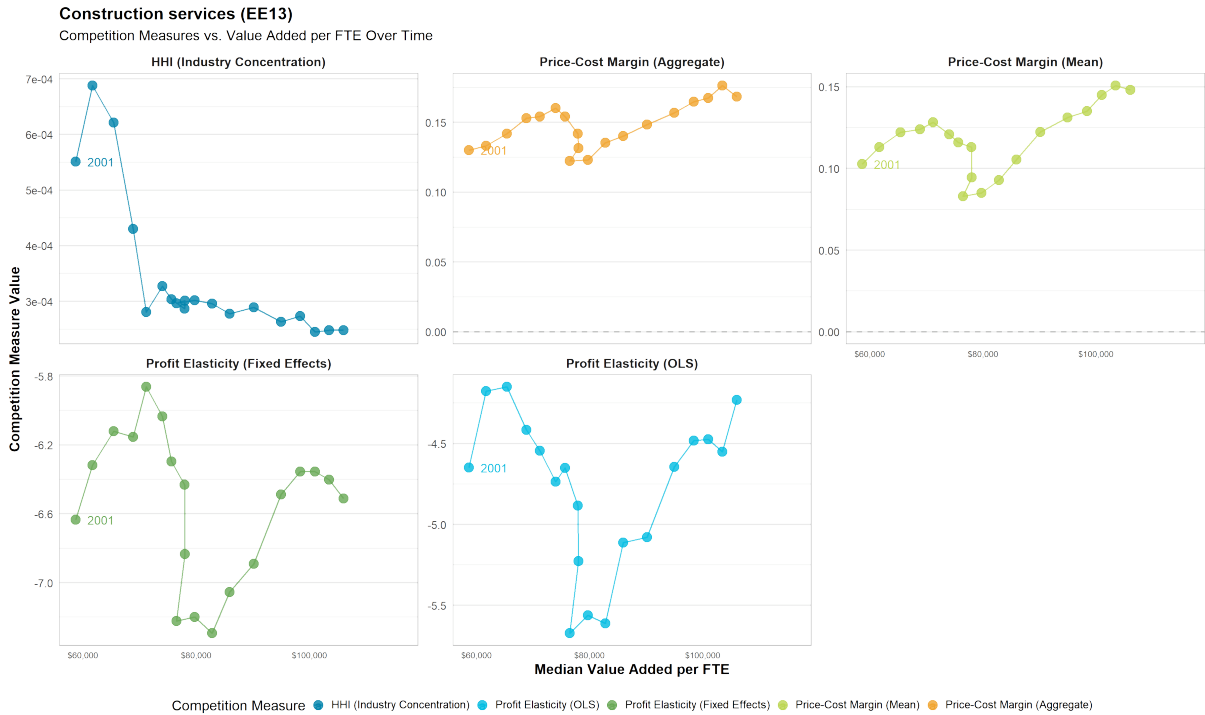 Construction services (EE13)
Competition Measures vs. Value Added per FTE Over Time
HHI (Industry Concentration)
Price-Cost Margin (Aggregate)
Price-Cost Margin (Mean)
7e-04
6e-04
5e-04
4e-04
3e-04
2001
0.15
0.10
0.05
0.00
2001
0.15
0.10
0.05
0.00
2001
$60,000
$80,000
$100,000
Competition Measure Value
Profit Elasticity (Fixed Effects)
Profit Elasticity (OLS)
-5.8
-6.2
-6.6
-7.0
2001
$60,000
$80,000
$100,000
-4.5
-5.0
-5.5
2001
$60,000
$80,000
$100,000
Median Value Added per FTE
Competition Measure
HHI (Industry Concentration)
Profit Elasticity (OLS)
Profit Elasticity (Fixed Effects)
Price-Cost Margin (Mean)
Price-Cost Margin (Aggregate)